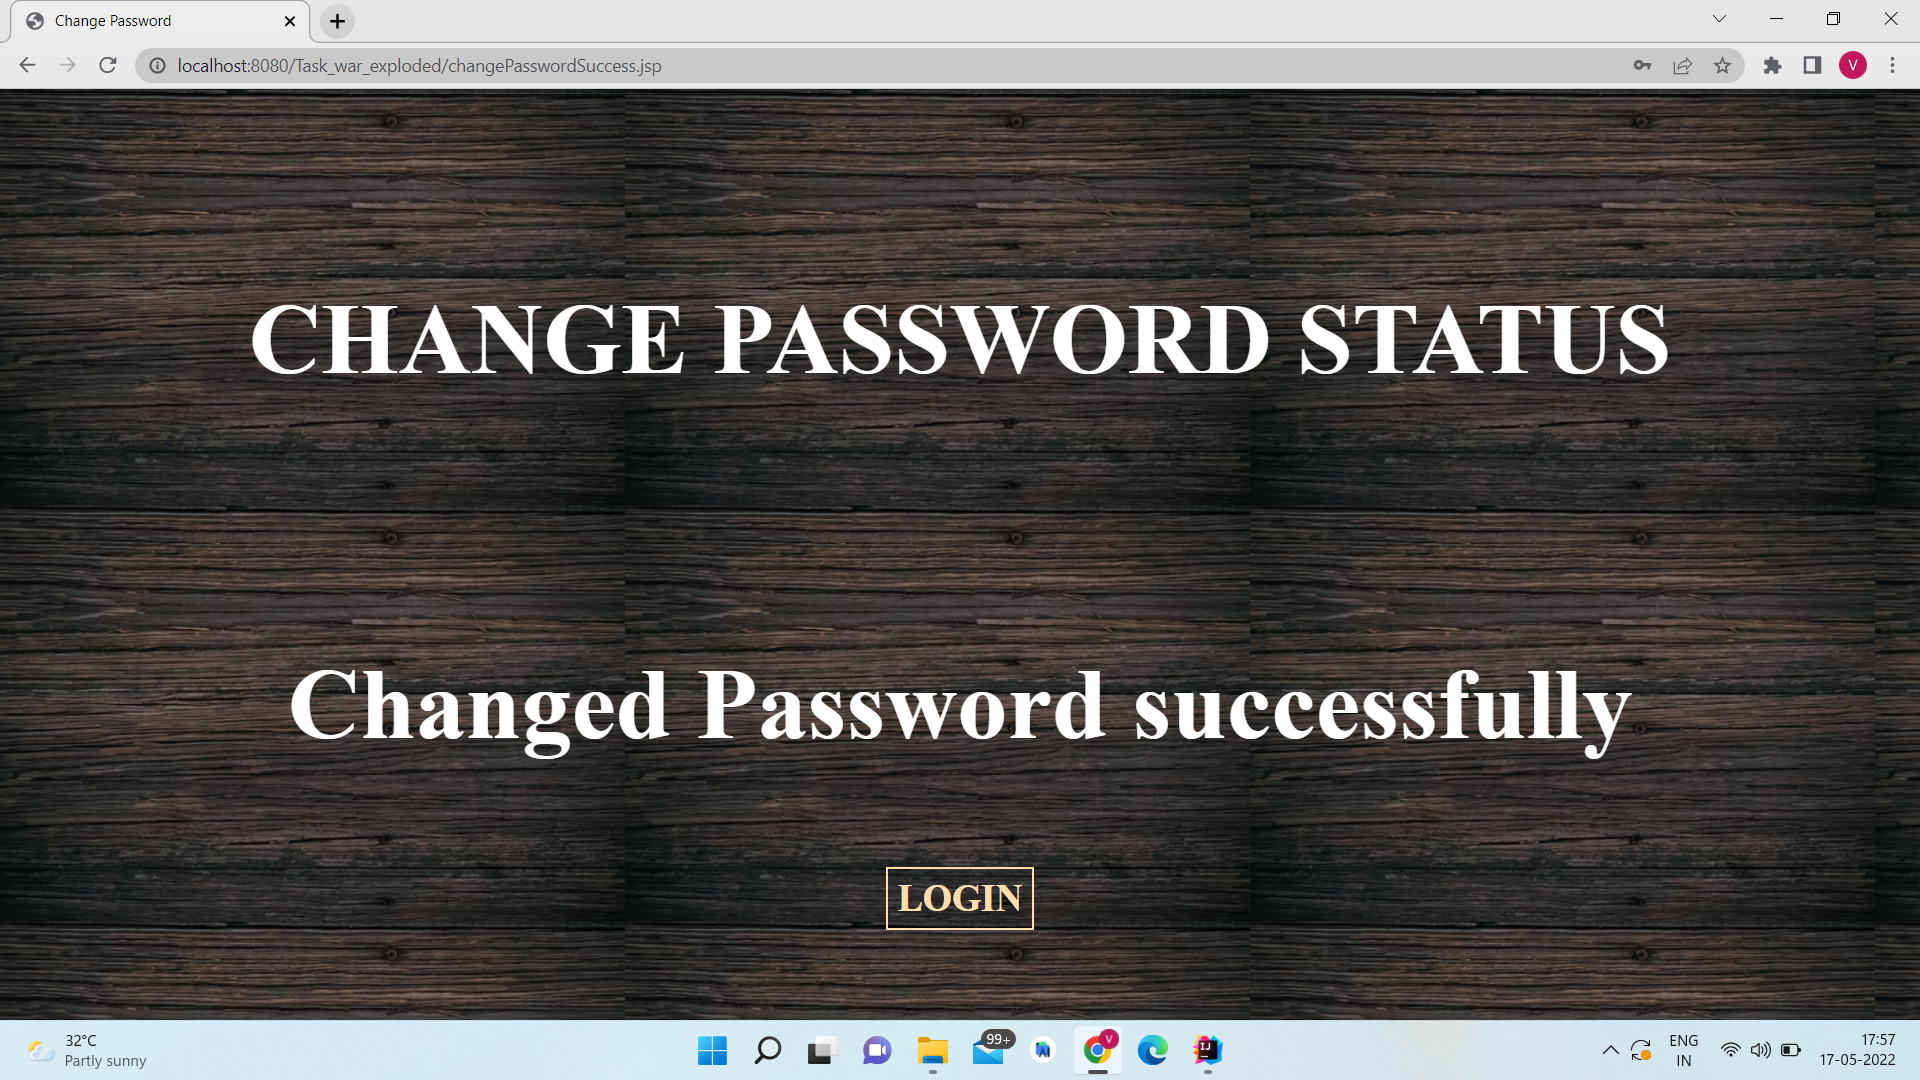 Change Password
localhost:8080/Task_war_exploded/changePasswordSuccess.jsp
V
CHANGE PASSWORD STATUS
Changed Password successfully
LOGIN
32°C
Partly sunny
99+
V
IJ
ENG
IN
17:57
17-05-2022